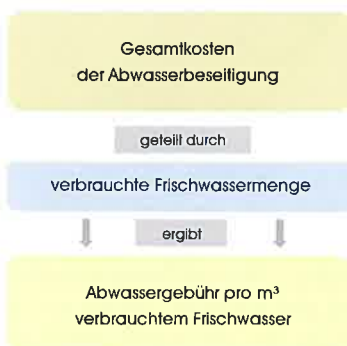 Gesamtkosten
der Abwasserbeseitigung
geteilt durch
verbrauchte Frischwassermenge
ergibt
Abwassergebühr pro m³
verbrauchtem Frischwasser